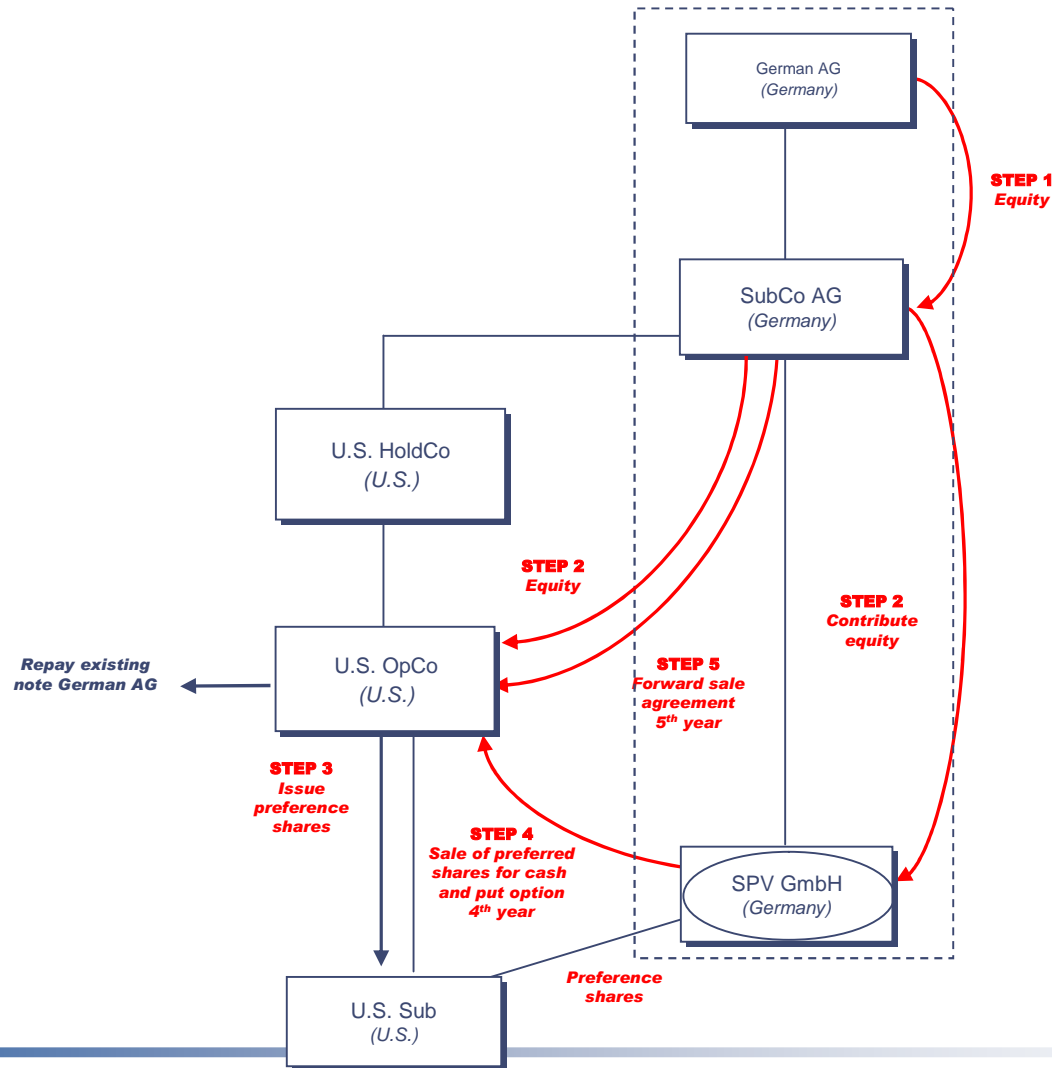 German AG
(Germany)
STEP 1
Equity
SubCo AG
(Germany)
U.S. HoldCo
(U.S.)
STEP 2
Equity
STEP 2
Contribute
equity
Repay existing
note German AG
U.S. OpCo
(U.S.)
STEP 5
Forward sale
agreement
5th year
STEP 3
Issue
preference
shares
STEP 4
Sale of preferred
shares for cash
and put option
4th year
SPV GmbH
(Germany)
Preference
shares
U.S. Sub
(U.S.)